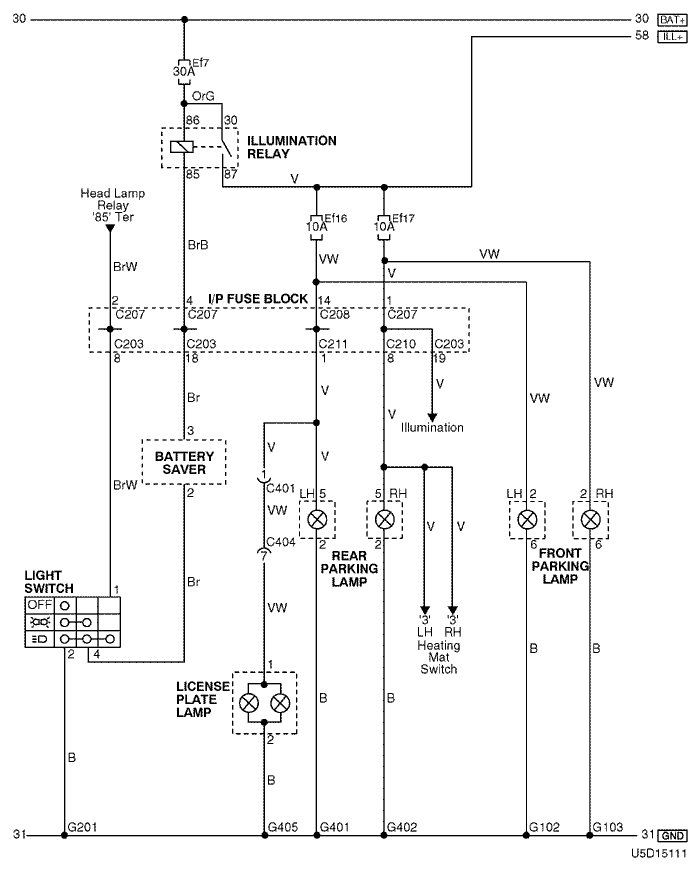 30
30 BAT+
58 ILL+
Ef7
30A
OrG
86 30
ILLUMINATION
RELAY
85 87
V
Head Lamp
Relay
'85' Ter
Ef16
10A
Ef17
10A
BrB
VW
VW
BrW
V
2 4 I/P FUSE BLOCK 14 1
C207 C207 C208 C207
C203 C203 C211 C210 C203
8 18 1 8 19
V
V
VW
Br
VW
V
Illumination
3
BATTERY
SAVER
2
V
V
C401
BrW
VW
LH 5
5 RH
LH 2
2 RH
V
V
C404
7
2
2
6
6
REAR
PARKING
LAMP
FRONT
PARKING
LAMP
LIGHT
SWITCH
1
Br
OFF
VW
'3' '3'
LH RH
Heating
Mat
Switch
2 4
B
B
1
LICENSE
PLATE
LAMP
B
B
2
B
B
31 G201 G405 G401 G402 G102 G103 31 GND
U5D15111